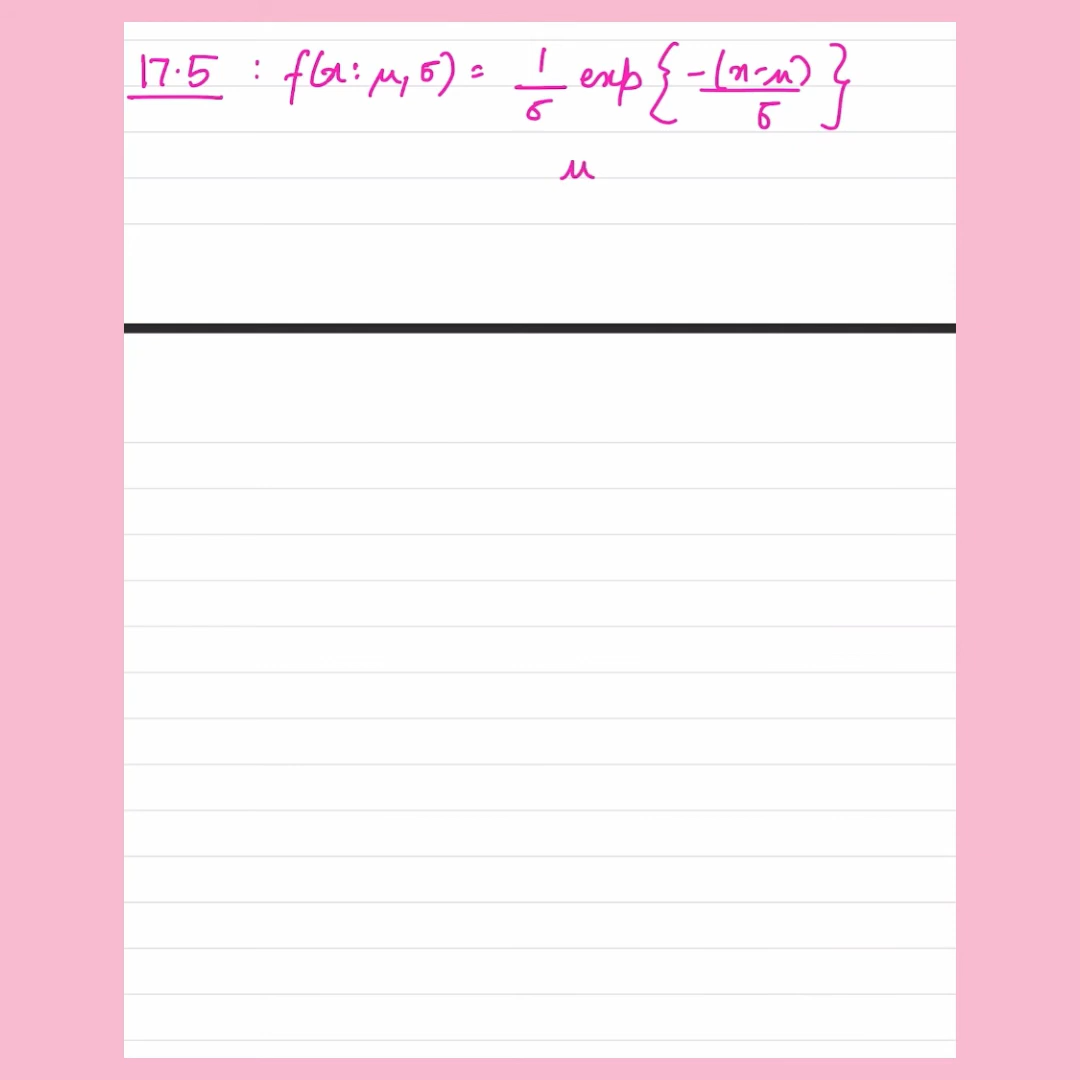 17.5 : f(x: μ, σ) = 1/σ exp{-(x-μ)/σ}
μ